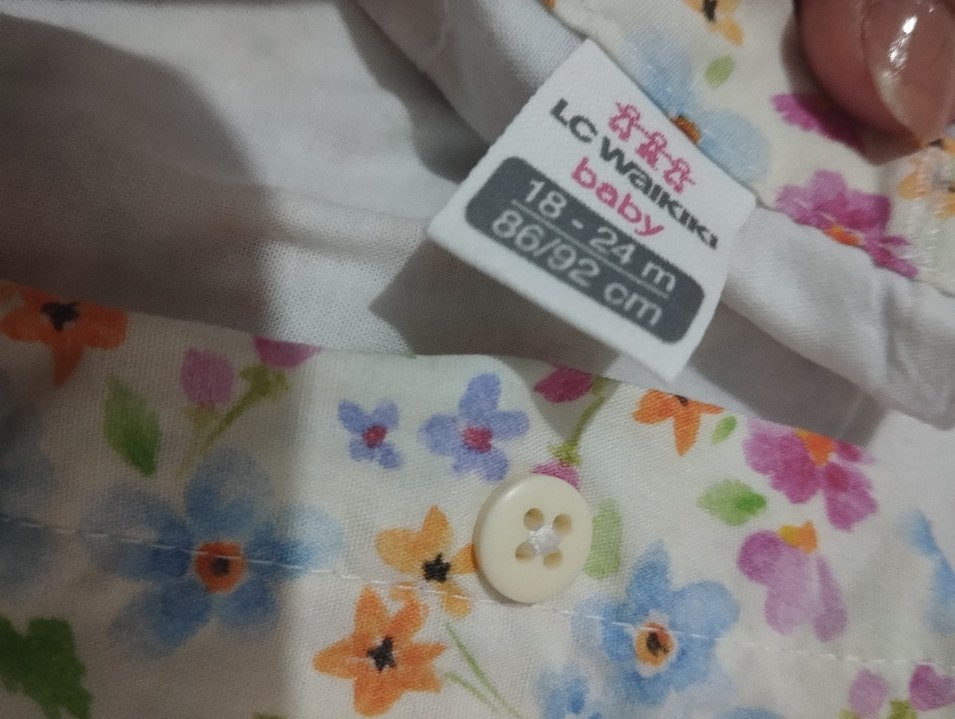 LC WAIKIKI
baby
18 - 24 m
86/92 cm